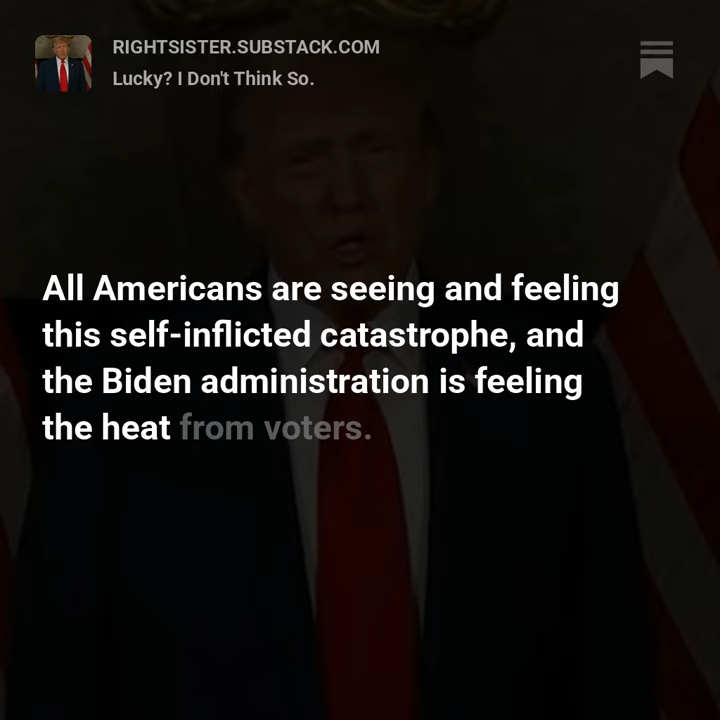 RIGHTSISTER.SUBSTACK.COM
Lucky? I Don't Think So.
All Americans are seeing and feeling
this self-inflicted catastrophe, and
the Biden administration is feeling
the heat from voters.